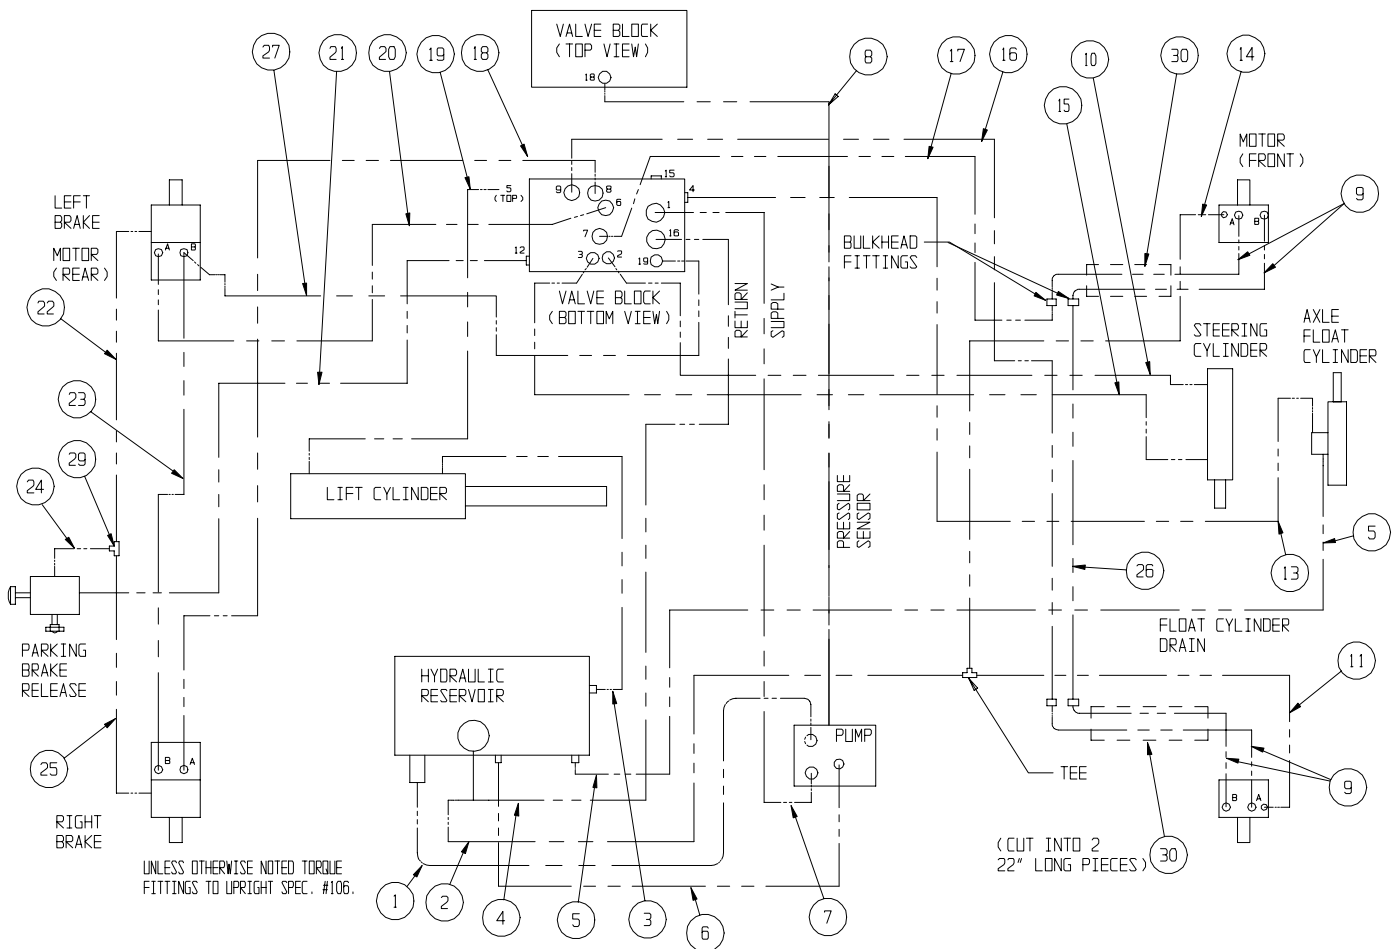 27
21
20
19
18
VALVE BLOCK
(TOP VIEW)
18
8
17
16
10
15
30
14
MOTOR
(FRONT)
A
B
9
LEFT
BRAKE
A
B
MOTOR
(REAR)
5
(TOP)
9
8
15
4
6
1
7
16
12
3
2
19
VALVE BLOCK
(BOTTOM VIEW)
RETURN
SUPPLY
BULKHEAD
FITTINGS
STEERING
CYLINDER
AXLE
FLOAT
CYLINDER
22
23
24
29
LIFT CYLINDER
PRESSURE
SENSOR
26
13
5
PARKING
BRAKE
RELEASE
FLOAT CYLINDER
DRAIN
HYDRAULIC
RESERVOIR
PUMP
11
25
B
A
RIGHT
BRAKE
TEE
B
A
9
(CUT INTO 2
22" LONG PIECES)
30
UNLESS OTHERWISE NOTED TORQUE
FITTINGS TO UPRIGHT SPEC. #106.
1
2
4
5
3
6
7